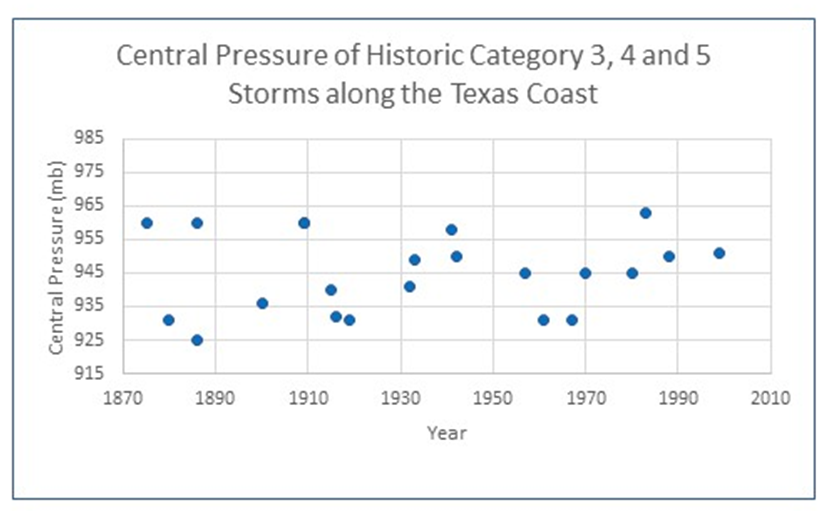 Central Pressure of Historic Category 3, 4 and 5
Storms along the Texas Coast
Central Pressure (mb)
985
975
965
955
945
935
925
915
1870 1890 1910 1930 1950 1970 1990 2010
Year